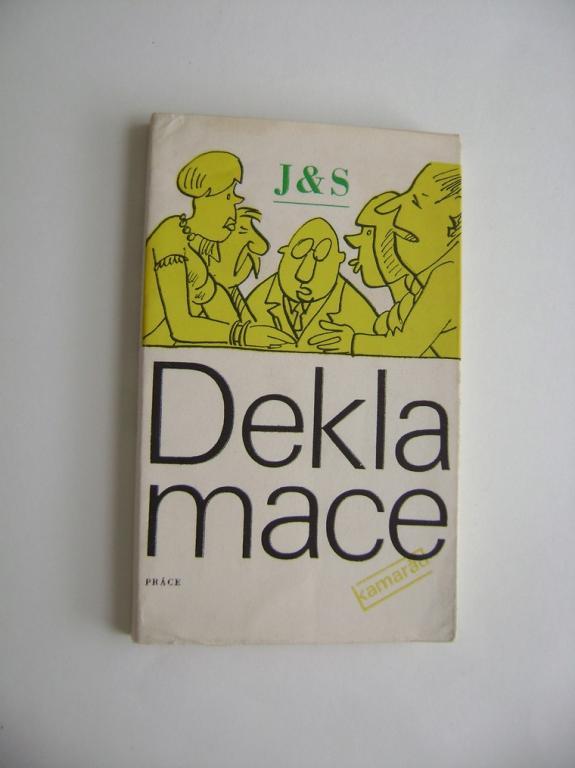 J & S
Dekla
mace
PRÁCE
kamarád